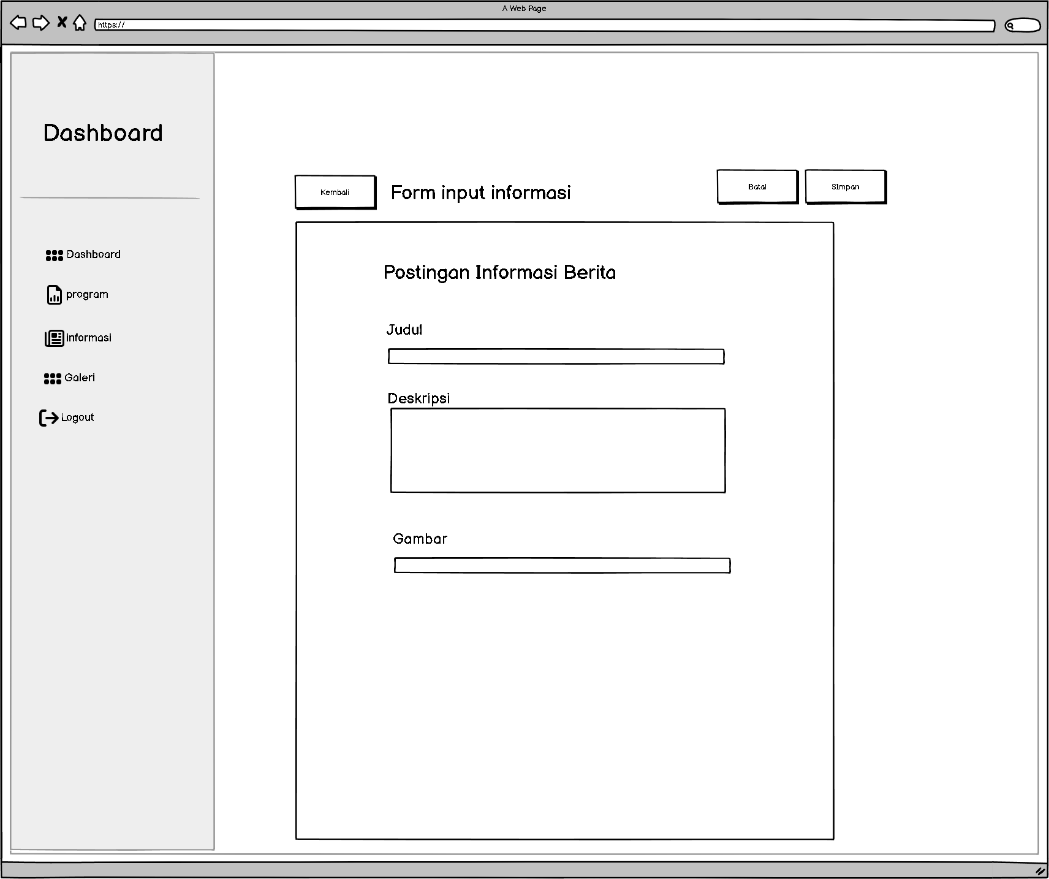 A Web Page
https://
Dashboard
Kembali
Form input informasi
Batal
Simpan
Dashboard
program
Informasi
Galeri
Logout
Postingan Informasi Berita
Judul
Deskripsi
Gambar